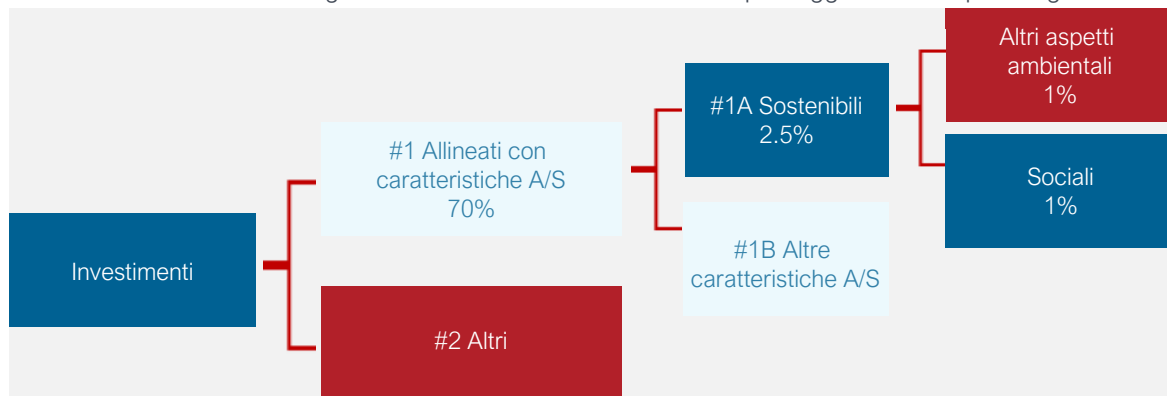 Investimenti
#1 Allineati con
caratteristiche A/S
70%
#2 Altri
#1A Sostenibili
2.5%
#1B Altre
caratteristiche A/S
Altri aspetti
ambientali
1%
Sociali
1%